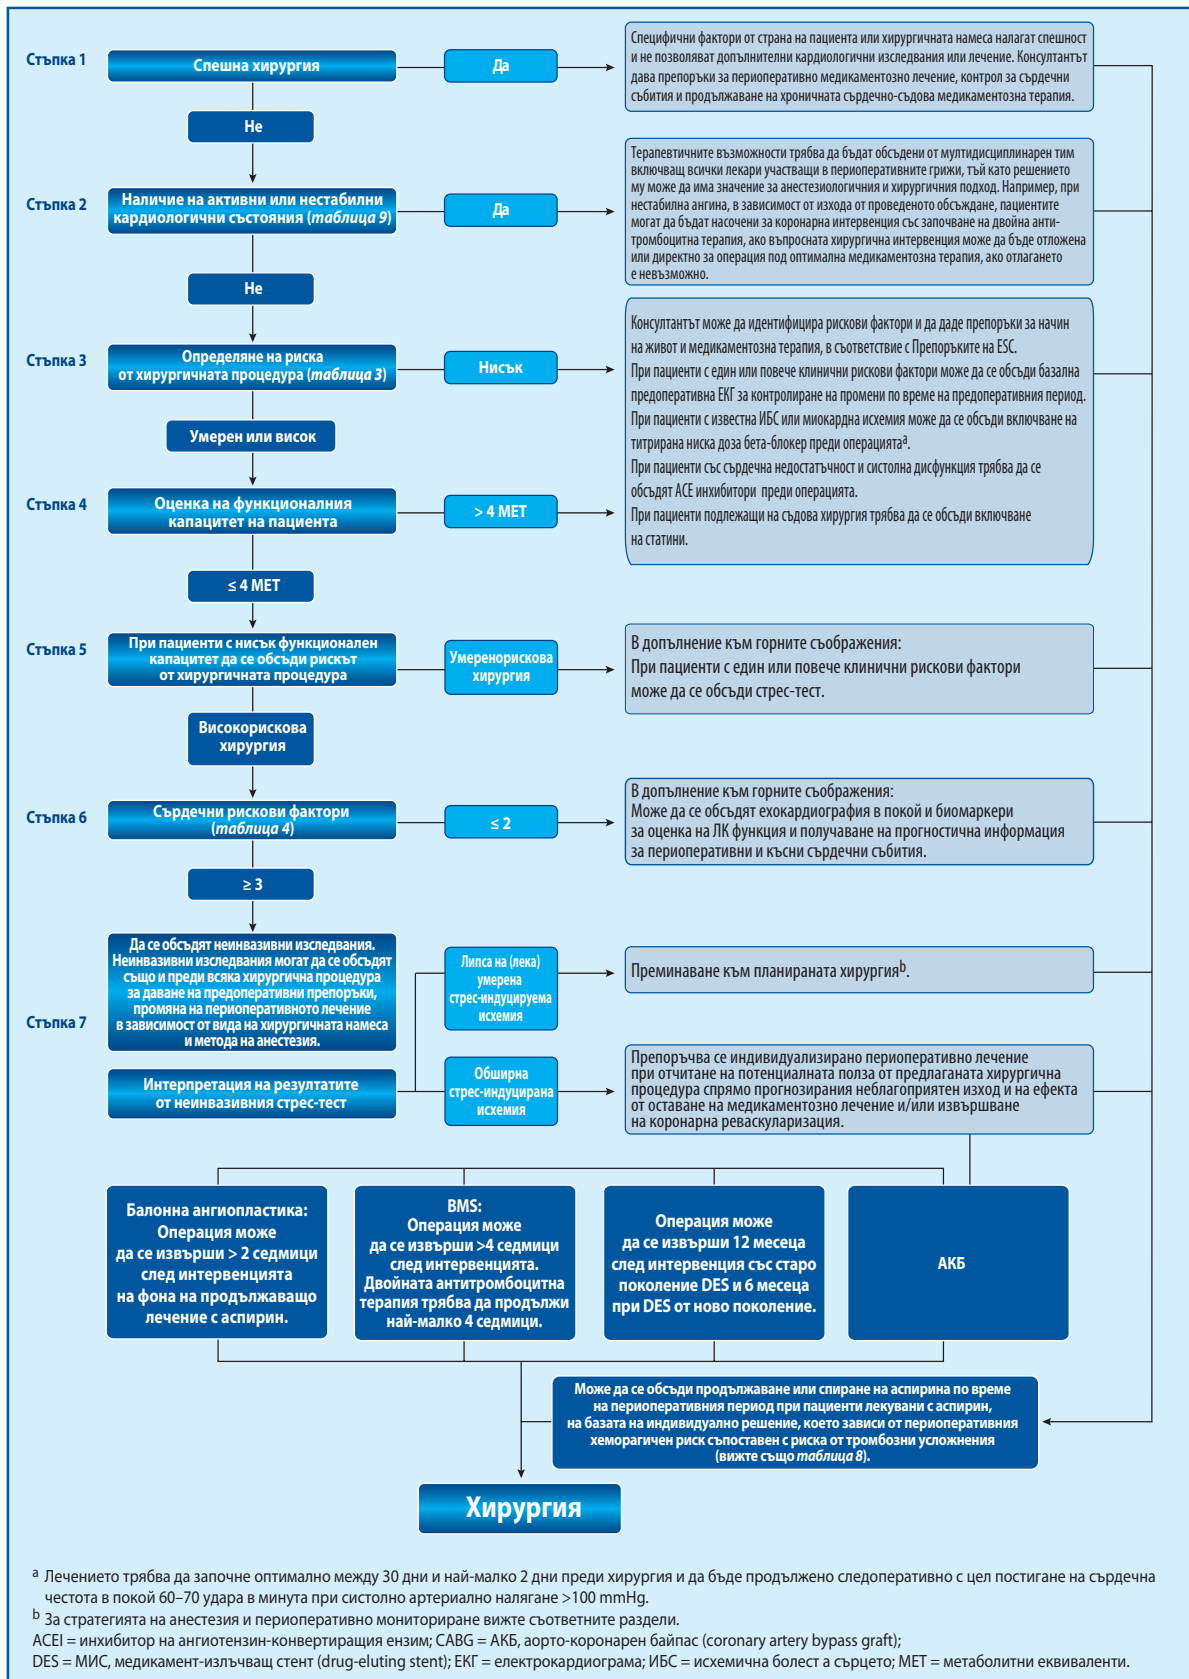 Стъпка 1
Спешна хирургия
Да
Специфични фактори от страна на пациента или хирургичната намеса налагат спешност
и не позволяват допълнителни кардиологични изследвания или лечение. Консултантът
дава препоръки за периоперативно медикаментозно лечение, контрол за сърдечни
събития и продължаване на хроничната сърдечно-съдова медикаментозна терапия.
Не
Стъпка 2
Наличие на активни или нестабилни
кардиологични състояния (таблица 9)
Да
Терапевтичните възможности трябва да бъдат обсъдени от мултидисциплинарен тим
включващ всички лекари участващи в периоперативните грижи, тъй като решението
му може да има значение за анестезиологичния и хирургичния подход. Например, при
нестабилна ангина, в зависимост от изхода от проведеното обсъждане, пациентите
могат да бъдат насочени за коронарна интервенция със започване на двойна анти-
тромбоцитна терапия, ако въпросната хирургична интервенция може да бъде отложена
или директно за операция под оптимална медикаментозна терапия, ако отлагането
е невъзможно.
Не
Стъпка 3
Определяне на риска
от хирургичната процедура (таблица 3)
Нисък
Консултантът може да идентифицира рискови фактори и да даде препоръки за начин
на живот и медикаментозна терапия, в съответствие с Препоръките на ESC.
При пациенти с един или повече клинични рискови фактори може да се обсъди базална
предоперативна ЕКГ за контролиране на промени по време на предоперативния период.
При пациенти с известна ИБС или миокардна исхемия може да се обсъди включване на
титрирана ниска доза бета-блокер преди операцията<sup>a</sup>.
При пациенти със сърдечна недостатъчност и систолна дисфункция трябва да се
обсъдят ACE инхибитори преди операцията.
При пациенти подлежащи на съдова хирургия трябва да се обсъди включване
на статини.
Умерен или висок
Стъпка 4
Оценка на функционалния
капацитет на пациента
> 4 МЕТ
≤ 4 МЕТ
Стъпка 5
При пациенти с нисък функционален
капацитет да се обсъди рискът
от хирургичната процедура
Умеренорискова
хирургия
В допълнение към горните съображения:
При пациенти с един или повече клинични рискови фактори
може да се обсъди стрес-тест.
Високорискова
хирургия
Стъпка 6
Сърдечни рискови фактори
(таблица 4)
≤ 2
В допълнение към горните съображения:
Може да се обсъдят ехокардиография в покой и биомаркери
за оценка на ЛК функция и получаване на прогностична информация
за периоперативни и късни сърдечни събития.
≥ 3
Стъпка 7
Да се обсъдят неинвазивни изследвания.
Неинвазивни изследвания могат да се обсъдят
също и преди всяка хирургична процедура
за даване на предоперативни препоръки,
промяна на периоперативното лечение
в зависимост от вида на хирургичната намеса
и метода на анестезия.
Липса на (лека)
умерена
стрес-индуцируема
исхемия
Преминаване към планираната хирургия<sup>b</sup>.
Интерпретация на резултатите
от неинвазивния стрес-тест
Обширна
стрес-индуцирана
исхемия
Препоръчва се индивидуализирано периоперативно лечение
при отчитане на потенциалната полза от предлаганата хирургична
процедура спрямо прогнозирания неблагоприятен изход и на ефекта
от оставане на медикаментозно лечение и/или извършване
на коронарна реваскуларизация.
Балонна ангиопластика:
Операция може
да се извърши > 2 седмици
след интервенцията
на фона на продължаващо
лечение с аспирин.
BMS:
Операция може
да се извърши >4 седмици
след интервенцията.
Двойната антитромбоцитна
терапия трябва да продължи
най-малко 4 седмици.
Операция може
да се извърши 12 месеца
след интервенция със старо
поколение DES и 6 месеца
при DES от ново поколение.
АКБ
Може да се обсъди продължаване или спиране на аспирина по време
на периоперативния период при пациенти лекувани с аспирин,
на базата на индивидуално решение, което зависи от периоперативния
хеморагичен риск съпоставен с риска от тромбозни усложнения
(вижте също таблица 8).
Хирургия
<sup>a</sup> Лечението трябва да започне оптимално между 30 дни и най-малко 2 дни преди хирургия и да бъде продължено следоперативно с цел постигане на сърдечна
честота в покой 60–70 удара в минута при систолно артериално налягане >100 mmHg.
<sup>b</sup> За стратегията на анестезия и периоперативно мониториране вижте съответните раздели.
ACEI = инхибитор на ангиотензин-конвертиращия ензим; CABG = АКБ, аорто-коронарен байпас (coronary artery bypass graft);
DES = МИС, медикамент-излъчващ стент (drug-eluting stent); ЕКГ = електрокардиограма; ИБС = исхемична болест а сърцето; МЕТ = метаболитни еквиваленти.